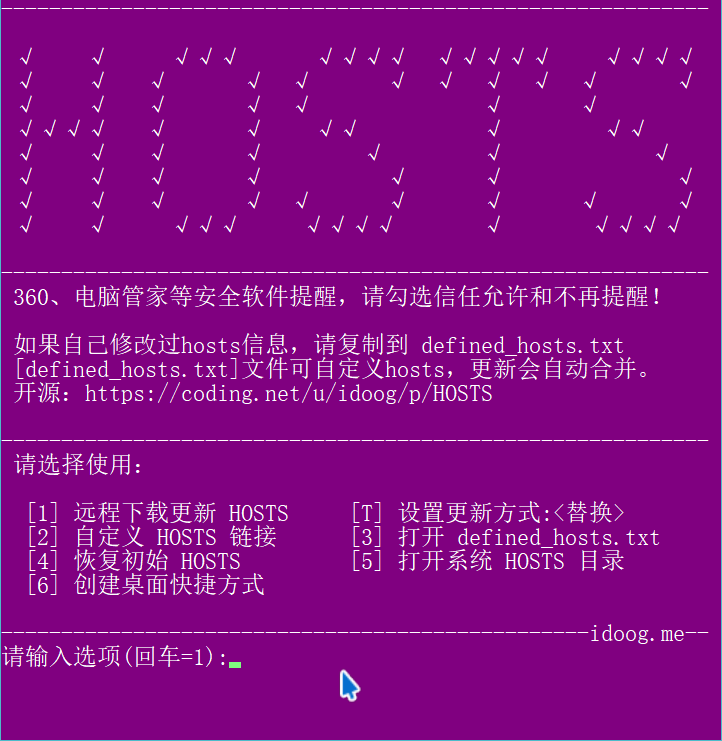 360、电脑管家等安全软件提醒，请勾选信任允许和不再提醒！
如果自己修改过hosts信息，请复制到 defined_hosts.txt
[defined_hosts.txt]文件可自定义hosts，更新会自动合并。
开源：https://coding.net/u/idoog/p/HOSTS
请选择使用：
[1] 远程下载更新 HOSTS [T] 设置更新方式:<替换>
[2] 自定义 HOSTS 链接 [3] 打开 defined_hosts.txt
[4] 恢复初始 HOSTS [5] 打开系统 HOSTS 目录
[6] 创建桌面快捷方式
idoog.me
请输入选项(回车=1):